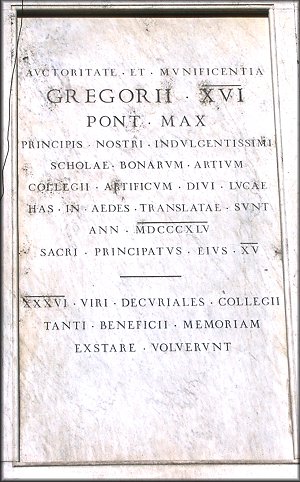 AVCTORITATE · ET · MVNIFICENTIA
GREGORII · XVI
PONT · MAX
PRINCIPIS · NOSTRI · INDVLGENTISSIMI
SCHOLAE · BONARVM · ARTIVM
COLLEGII · ARTIFICVM · DIVI · LVCAE
HAS · IN · AEDES · TRANSLATAE · SVNT
ANN · MDCCCXLV
SACRI · PRINCIPATVS · EIVS · XV
XXXVI · VIRI · DECVRIALES · COLLEGII
TANTI · BENEFICII · MEMORIAM
EXSTARE · VOLVERVNT